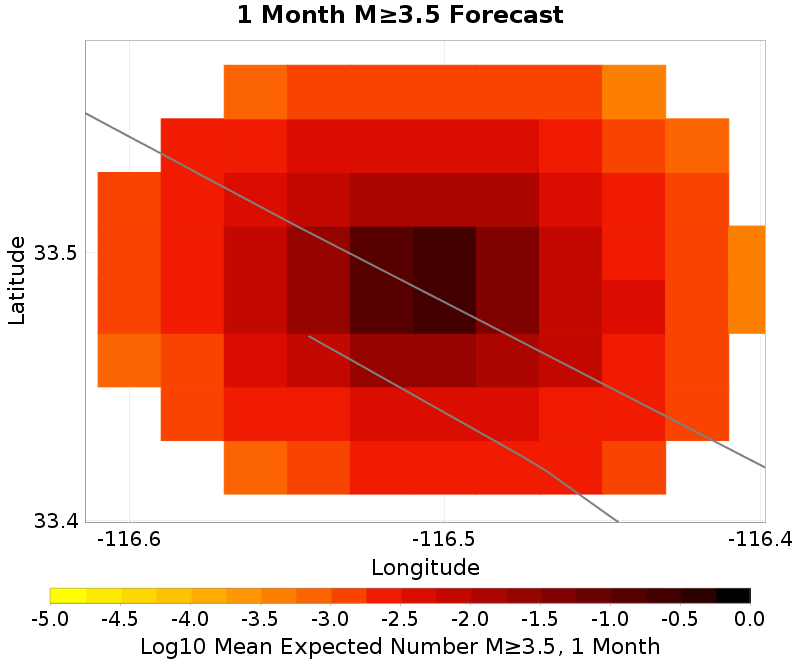 1 Month M≥3.5 Forecast
Latitude
33.5
33.4
-116.6 -116.5 -116.4
Longitude
-5.0 -4.5 -4.0 -3.5 -3.0 -2.5 -2.0 -1.5 -1.0 -0.5 0.0
Log10 Mean Expected Number M≥3.5, 1 Month